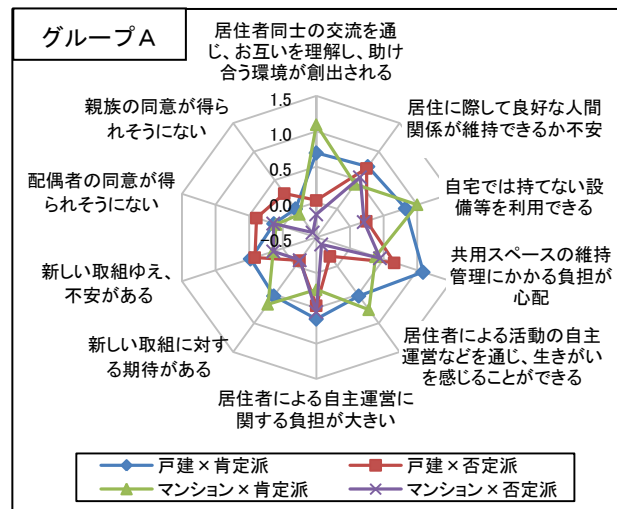 グループA
居住者同士の交流を通
じ、お互いを理解し、助け
合う環境が創出される
居住に際して良好な人間
関係が維持できるか不安
自宅では持てない設
備等を利用できる
共用スペースの維持
管理にかかる負担が
心配
居住者による活動の自主
運営などを通じ、生きがい
を感じることができる
居住者による自主運営に
関する負担が大きい
新しい取組に対す
る期待がある
新しい取組ゆえ、
不安がある
配偶者の同意が得
られそうにない
親族の同意が得ら
れそうにない
1.5
1.0
0.5
0.0
−0.5
戸建×肯定派
戸建×否定派
マンション×肯定派
マンション×否定派